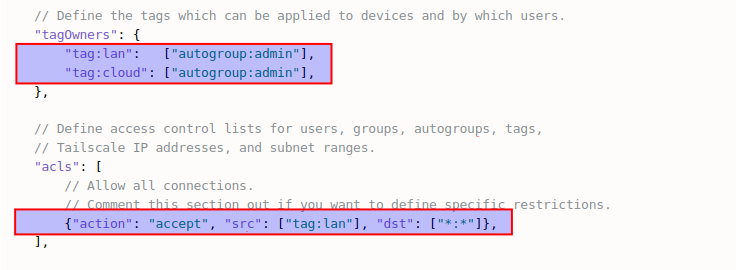 // Define the tags which can be applied to devices and by which users.
"tagOwners": {
"tag:lan":   ["autogroup:admin"],
"tag:cloud": ["autogroup:admin"],
},
// Define access control lists for users, groups, autogroups, tags,
// Tailscale IP addresses, and subnet ranges.
"acls": [
// Allow all connections.
// Comment this section out if you want to define specific restrictions.
{"action": "accept", "src": ["tag:lan"], "dst": ["*:*"]},
],